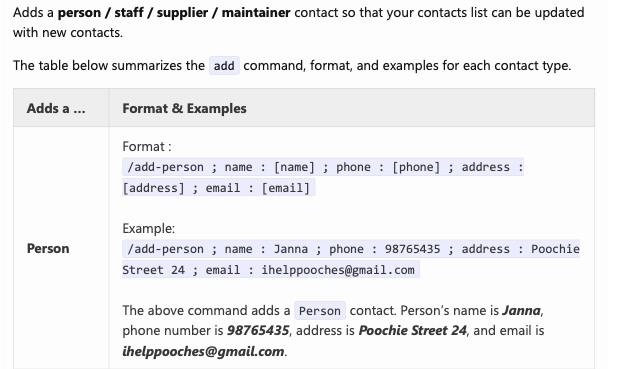 Adds a person / staff / supplier / maintainer contact so that your contacts list can be updated
with new contacts.
The table below summarizes the add command, format, and examples for each contact type.
Adds a ... Format & Examples
Format :
/add-person ; name : [name] ; phone : [phone] ; address :
[address] ; email : [email]
Example:
Person
/add-person ; name : Janna ; phone : 98765435 ; address : Poochie
Street 24 ; email : ihelppooches@gmail.com
The above command adds a Person contact. Person’s name is Janna,
phone number is 98765435, address is Poochie Street 24, and email is
ihelppooches@gmail.com.